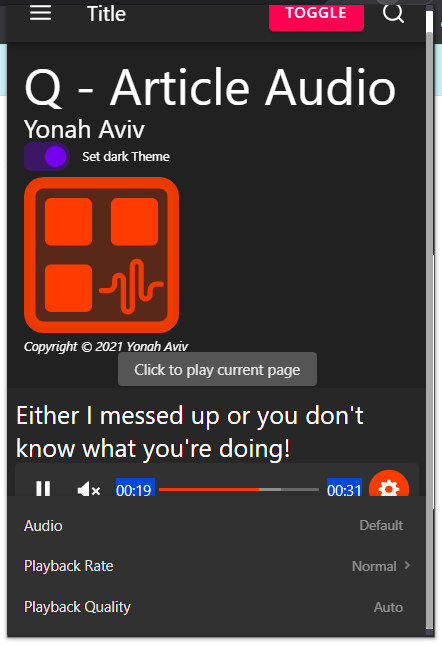 Title
TOGGLE
Q - Article Audio
Yonah Aviv
Set dark Theme
Copyright © 2021 Yonah Aviv
Click to play current page
Either I messed up or you don't
know what you're doing!
00:19 00:31
Audio Default
Playback Rate Normal
Playback Quality Auto